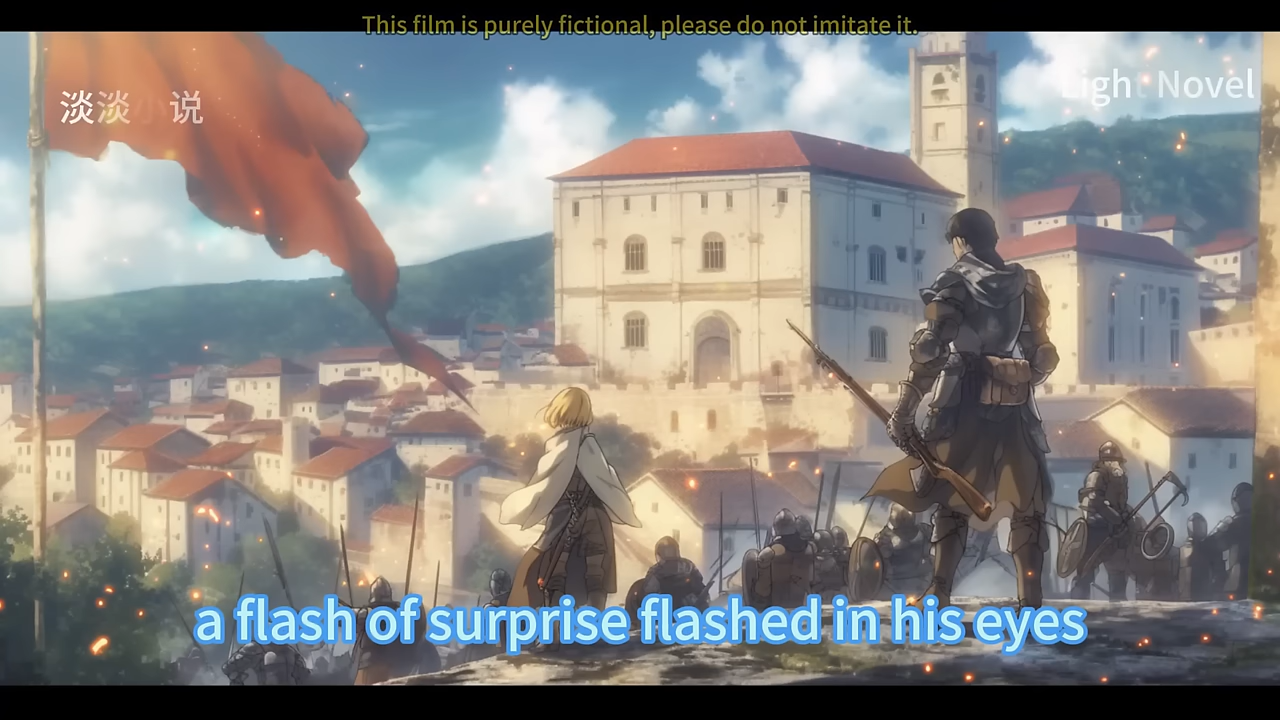 This film is purely fictional, please do not imitate it.
淡淡小说
Light Novel
a flash of surprise flashed in his eyes